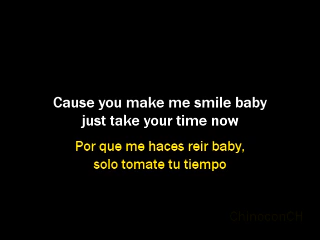 Cause you make me smile baby
just take your time now
Por que me haces reir baby,
solo tomate tu tiempo